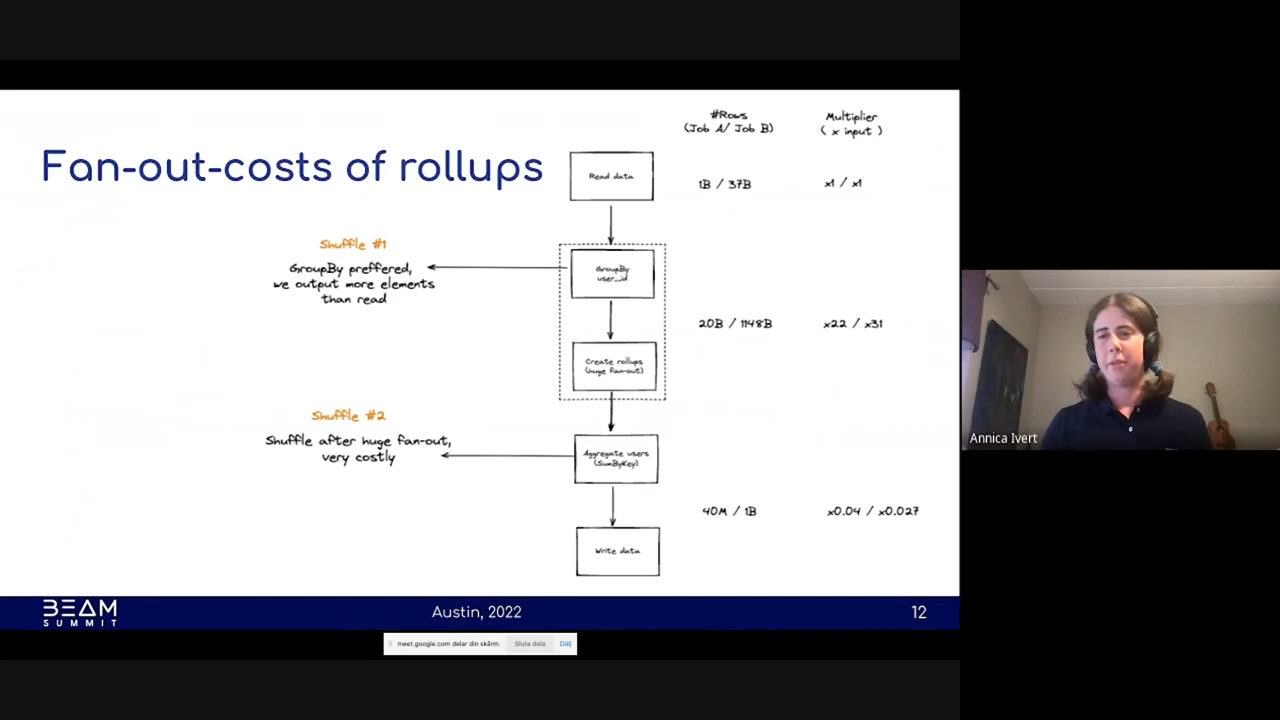 Fan-out-costs of rollups
#Rows
(Job A/ Job B)
Multiplier
( x input )
Read data
1B / 37B
x1 / x1
Shuffle #1
GroupBy preffered,
we output more elements
than read
GroupBy
user_id
20B / 1148B
x22 / x31
Create rollups
(huge fan-out)
Shuffle #2
Shuffle after huge fan-out,
very costly
Aggregate users
(SumByKey)
40M / 1B
x0.04 / x0.027
Write data
Annica Ivert
BEAM
SUMMIT
Austin, 2022
12
meet.google.com delar din skärm.
Sluta dela
Dölj